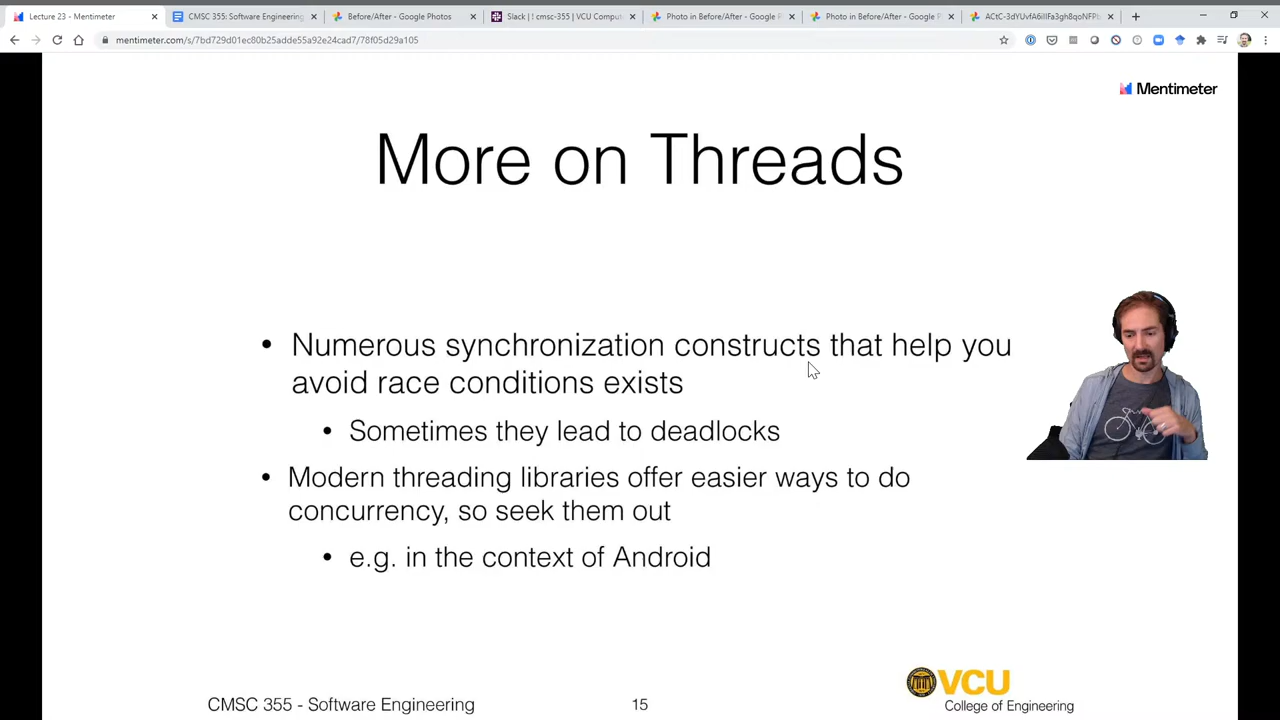 Lecture 23 - Mentimeter
CMSC 355: Software Engineering
Before/After - Google Photos
Slack | ! cmsc-355 | VCU Comput
Photo in Before/After - Google P
Photo in Before/After - Google P
mentimeter.com/s/7bd729d01ec80b25adde55a92e24cad7/78f05d29a105
Mentimeter
More on Threads
• Numerous synchronization constructs that help you
avoid race conditions exists
• Sometimes they lead to deadlocks
• Modern threading libraries offer easier ways to do
concurrency, so seek them out
• e.g. in the context of Android
CMSC 355 - Software Engineering
15
VCU
College of Engineering